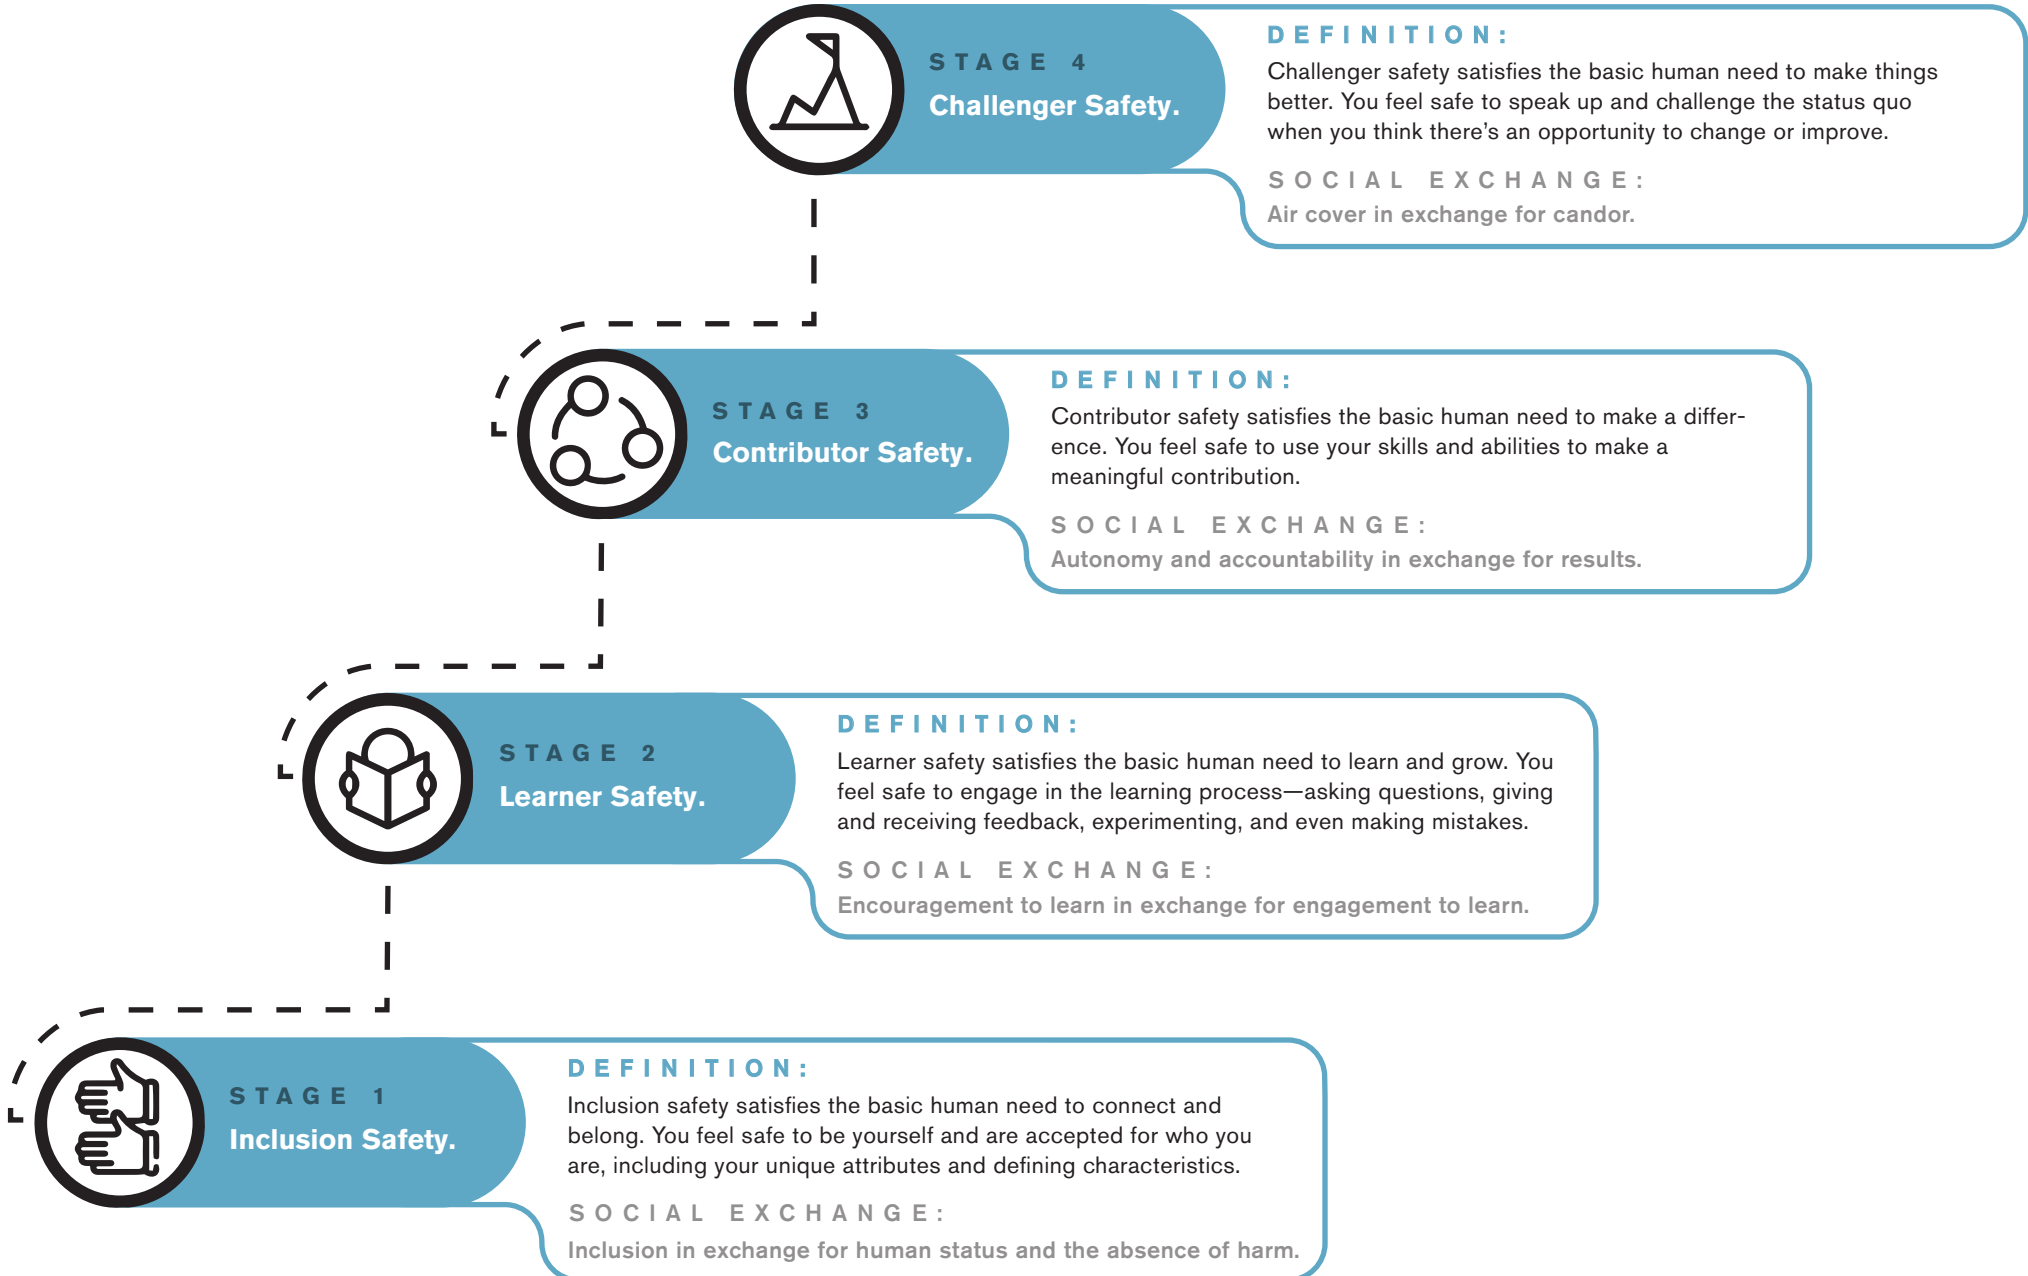 STAGE 4
Challenger Safety.
DEFINITION:
Challenger safety satisfies the basic human need to make things
better. You feel safe to speak up and challenge the status quo
when you think there's an opportunity to change or improve.
SOCIAL EXCHANGE:
Air cover in exchange for candor.
STAGE 3
Contributor Safety.
DEFINITION:
Contributor safety satisfies the basic human need to make a differ-
ence. You feel safe to use your skills and abilities to make a
meaningful contribution.
SOCIAL EXCHANGE:
Autonomy and accountability in exchange for results.
STAGE 2
Learner Safety.
DEFINITION:
Learner safety satisfies the basic human need to learn and grow. You
feel safe to engage in the learning process—asking questions, giving
and receiving feedback, experimenting, and even making mistakes.
SOCIAL EXCHANGE:
Encouragement to learn in exchange for engagement to learn.
STAGE 1
Inclusion Safety.
DEFINITION:
Inclusion safety satisfies the basic human need to connect and
belong. You feel safe to be yourself and are accepted for who you
are, including your unique attributes and defining characteristics.
SOCIAL EXCHANGE:
Inclusion in exchange for human status and the absence of harm.